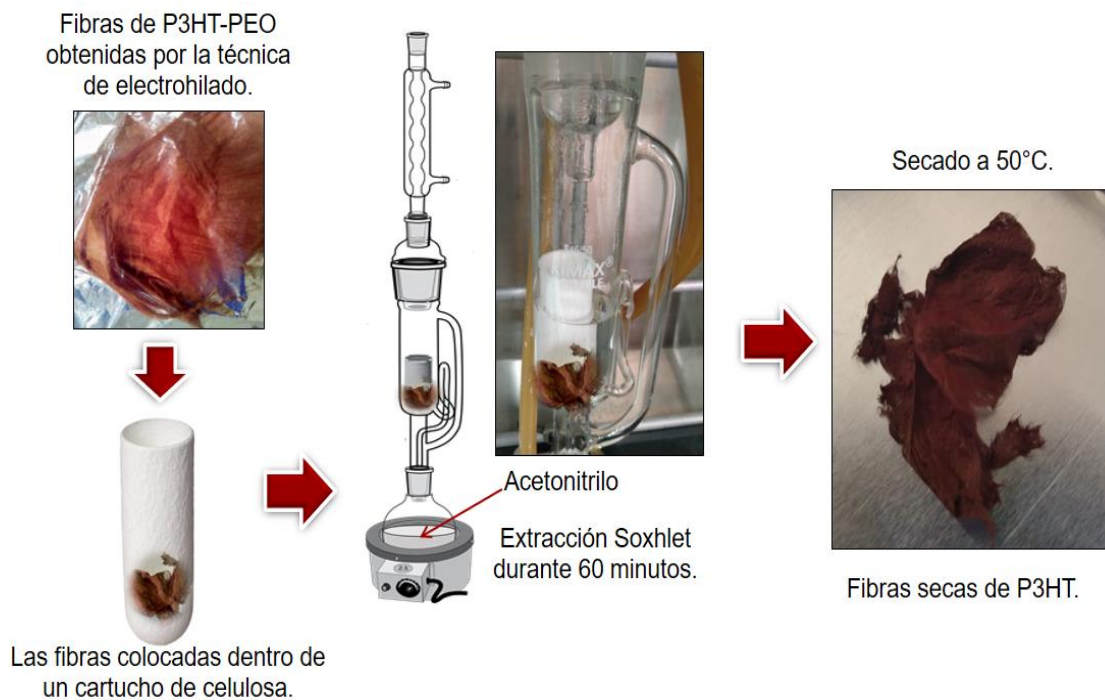 Fibras de P3HT-PEO
obtenidas por la técnica
de electrohilado.
Las fibras colocadas dentro de
un cartucho de celulosa.
Acetonitrilo
Extracción Soxhlet
durante 60 minutos.
KIMAX®
Secado a 50°C.
Fibras secas de P3HT.